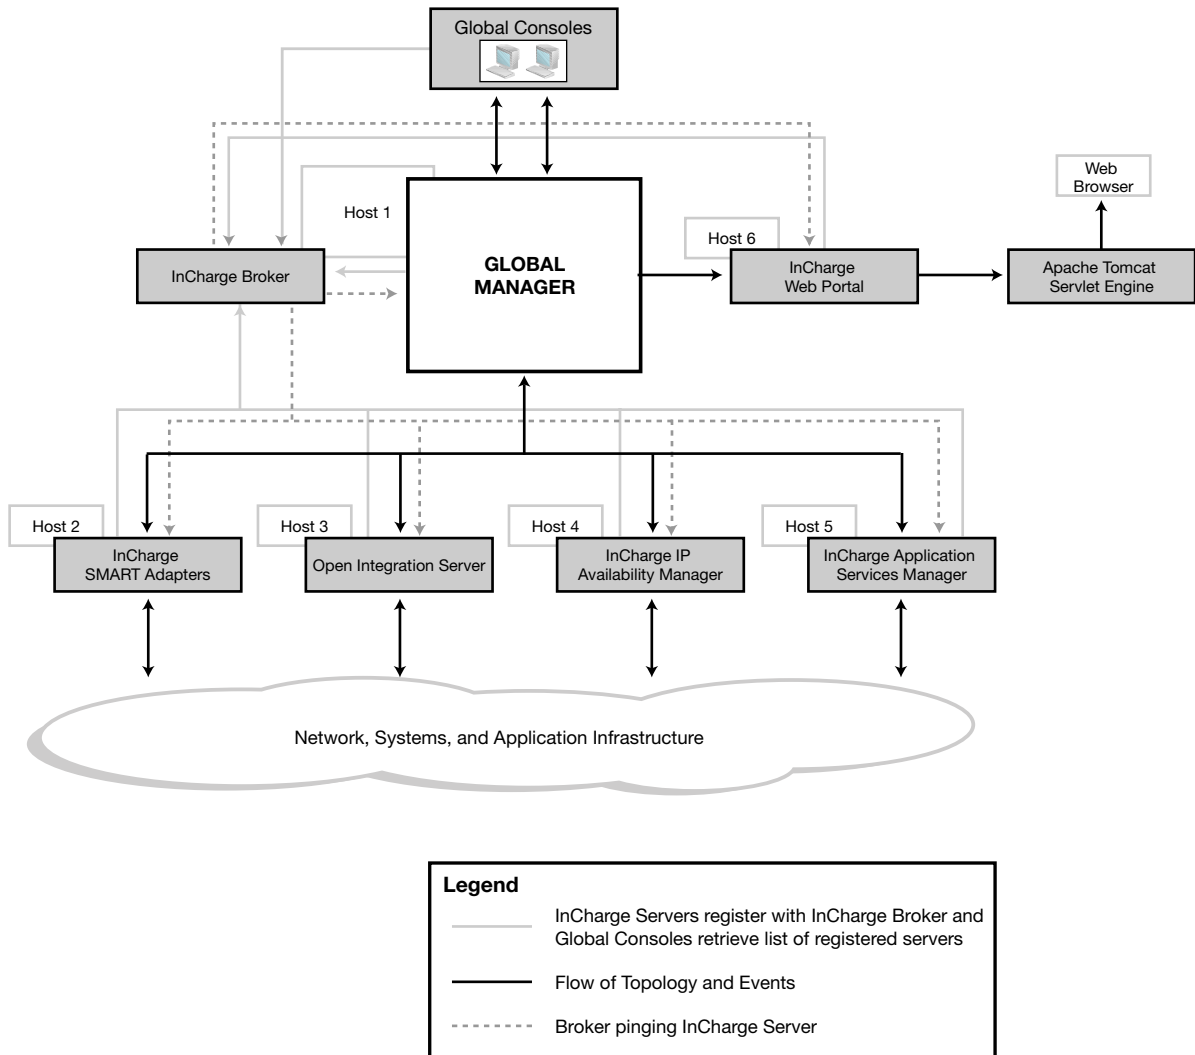 Global Consoles
Web
Browser
Host 1
Host 6
InCharge Broker
GLOBAL
MANAGER
InCharge
Web Portal
Apache Tomcat
Servlet Engine
Host 2
Host 3
Host 4
Host 5
InCharge
SMART Adapters
Open Integration Server
InCharge IP
Availability Manager
InCharge Application
Services Manager
Network, Systems, and Application Infrastructure
Legend
InCharge Servers register with InCharge Broker and
Global Consoles retrieve list of registered servers
Flow of Topology and Events
Broker pinging InCharge Server